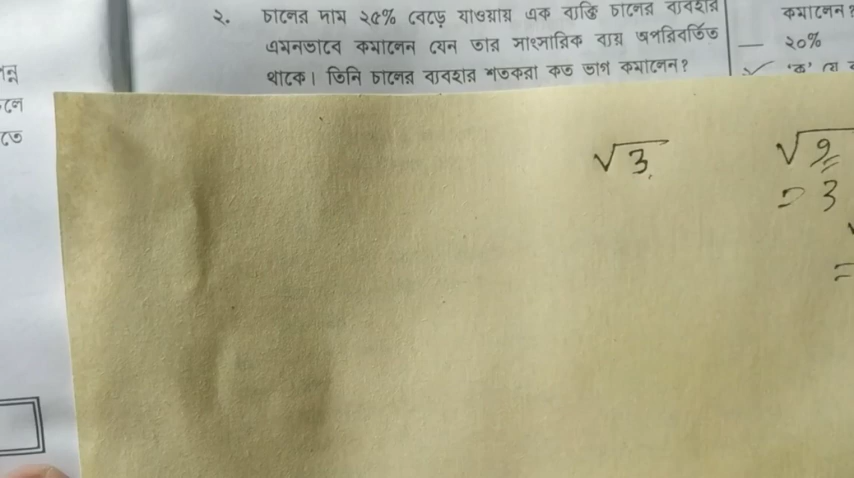 ২. চালের দাম ২৫% বেড়ে যাওয়ায় এক ব্যক্তি চালের ব্যবহার
এমনভাবে কমালেন যেন তার সাংসারিক ব্যয় অপরিবর্তিত
থাকে। তিনি চালের ব্যবহার শতকরা কত ভাগ কমালেন?
কমালেন?
— ২০%
'ক'
তে
√3
√9
= 3
=